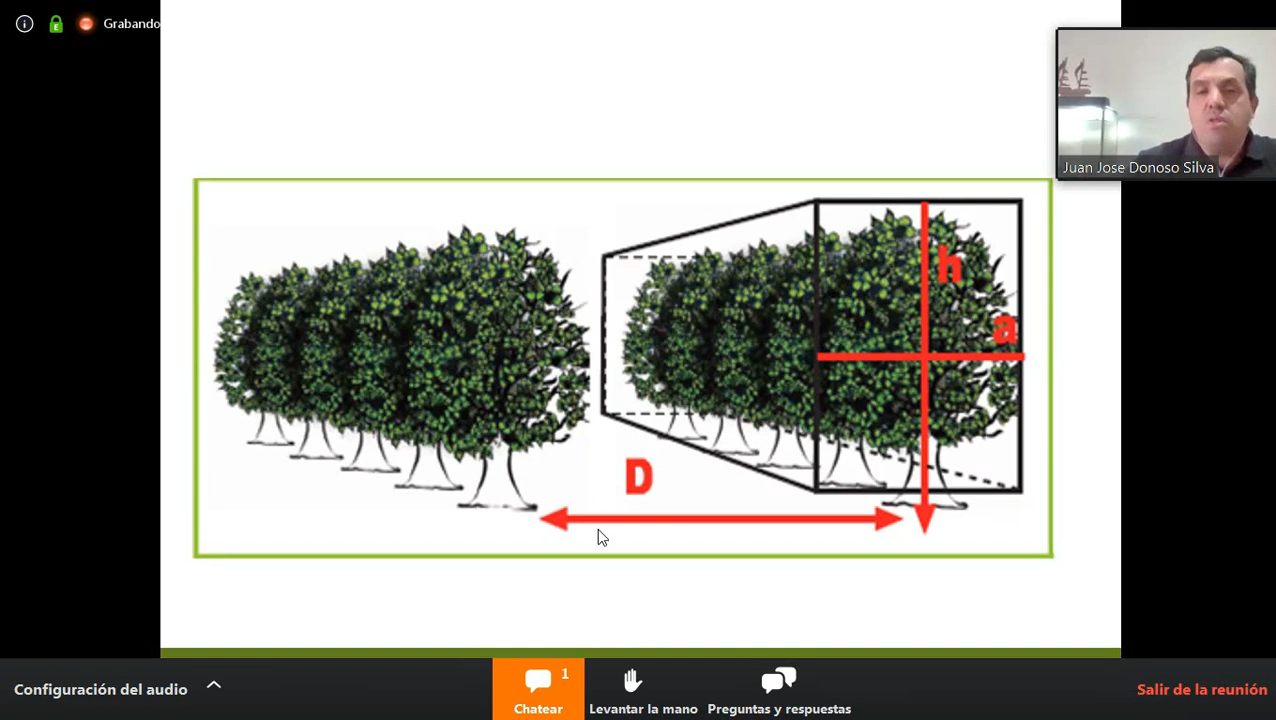 Grabando
Juan Jose Donoso Silva
h
a
D
Configuración del audio
1
Chatear
Levantar la mano
Preguntas y respuestas
Salir de la reunión